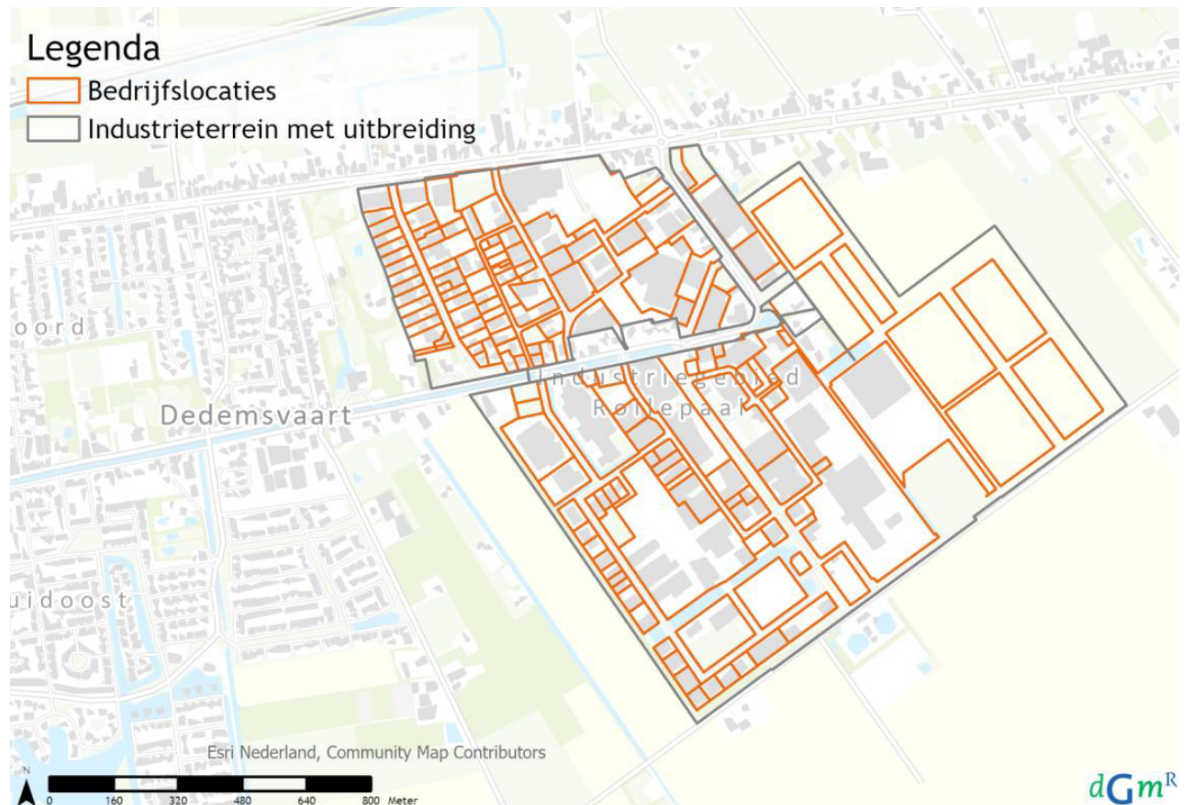 Legenda
Bedrijfslocaties
Industrieterrein met uitbreiding
oord
Industriegebied
Rollepaal
Dedemsvaart
uidoost
Esri Nederland, Community Map Contributors
N
0 160 320 480 640 800 Meter
dGmR